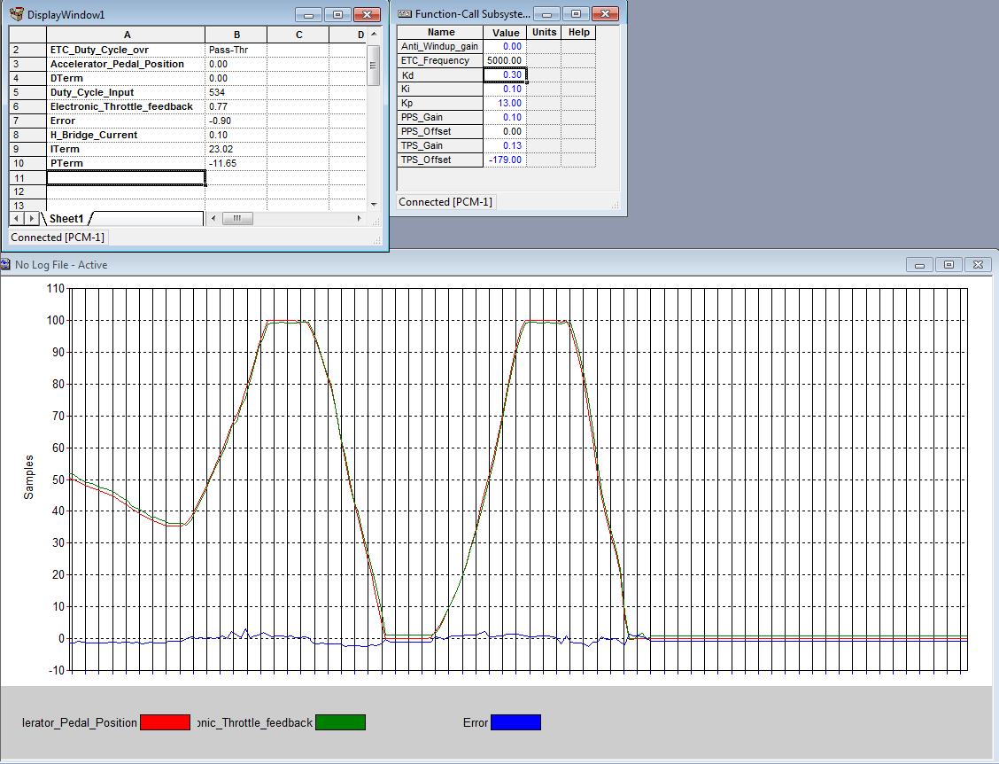 DisplayWindow1
A B C D
2 ETC_Duty_Cycle_ovr Pass-Thr
3 Accelerator_Pedal_Position 0.00
4 DTerm 0.00
5 Duty_Cycle_Input 534
6 Electronic_Throttle_feedback 0.77
7 Error -0.90
8 H_Bridge_Current 0.10
9 ITerm 23.02
10 PTerm -11.65
11
12
13
Sheet1
Connected [PCM-1]
Function-Call Subsyste...
Name Value Units Help
Anti_Windup_gain 0.00
ETC_Frequency 5000.00
Kd 0.30
Ki 0.10
Kp 13.00
PPS_Gain 0.10
PPS_Offset 0.00
TPS_Gain 0.13
TPS_Offset -179.00
Connected [PCM-1]
No Log File - Active
110
100
90
80
70
60
50
40
30
20
10
0
-10
Samples
lerator_Pedal_Position onic_Throttle_feedback Error